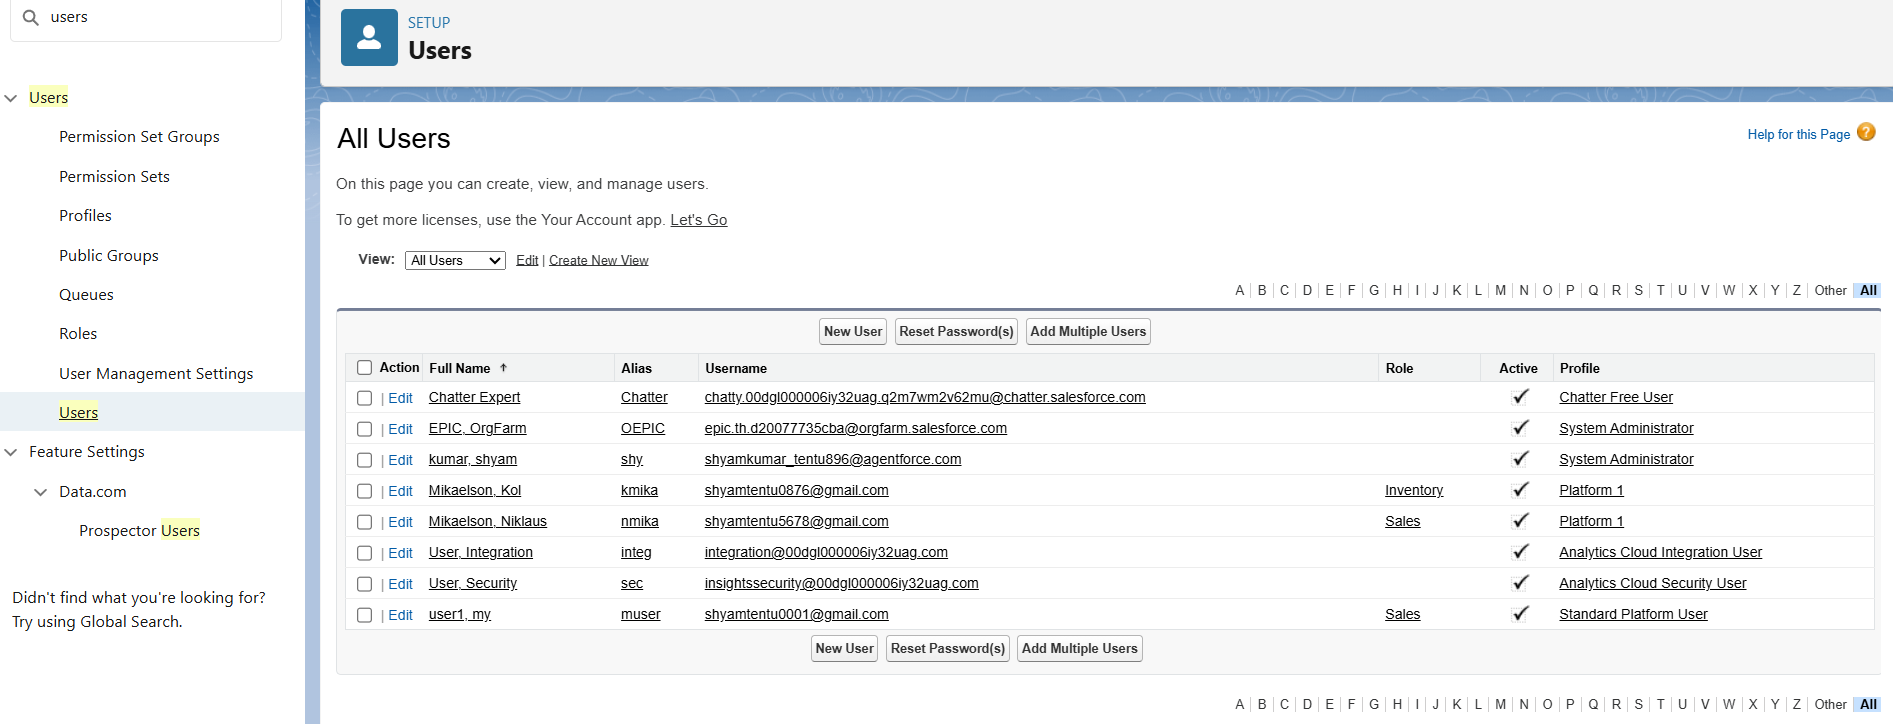 users
Users
Permission Set Groups
Permission Sets
Profiles
Public Groups
Queues
Roles
User Management Settings
Users
Feature Settings
Data.com
Prospector Users
Didn't find what you're looking for?
Try using Global Search.
SETUP
Users
All Users
Help for this Page ?
On this page you can create, view, and manage users.
To get more licenses, use the Your Account app. Let's Go
View: All Users Edit | Create New View
A | B | C | D | E | F | G | H | I | J | K | L | M | N | O | P | Q | R | S | T | U | V | W | X | Y | Z | Other | All
New User Reset Password(s) Add Multiple Users
Action Full Name ↑ Alias Username Role Active Profile
| Edit Chatter Expert Chatter chatty.00dgl000006iy32uag.q2m7wm2v62mu@chatter.salesforce.com Chatter Free User
| Edit EPIC, OrgFarm OEPIC epic.th.d20077735cba@orgfarm.salesforce.com System Administrator
| Edit kumar, shyam shy shyamkumar_tentu896@agentforce.com System Administrator
| Edit Mikaelson, Kol kmika shyamtentu0876@gmail.com Inventory Platform 1
| Edit Mikaelson, Niklaus nmika shyamtentu5678@gmail.com Sales Platform 1
| Edit User, Integration integ integration@00dgl000006iy32uag.com Analytics Cloud Integration User
| Edit User, Security sec insightssecurity@00dgl000006iy32uag.com Analytics Cloud Security User
| Edit user1, my muser shyamtentu0001@gmail.com Sales Standard Platform User
New User Reset Password(s) Add Multiple Users
A | B | C | D | E | F | G | H | I | J | K | L | M | N | O | P | Q | R | S | T | U | V | W | X | Y | Z | Other | All